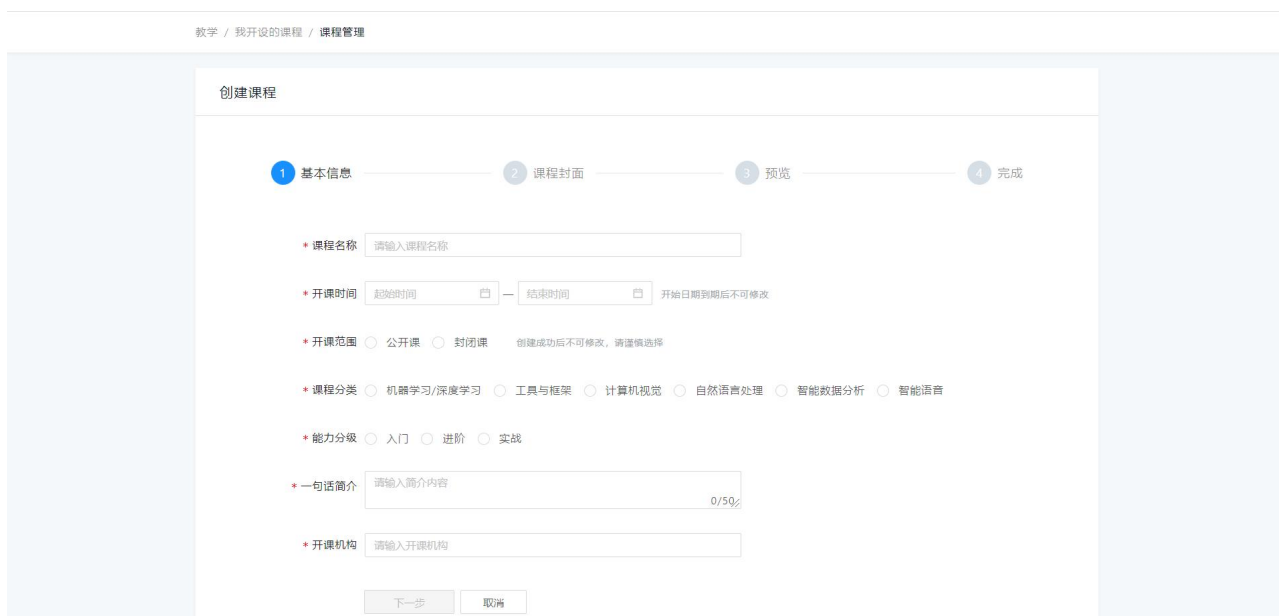 教学 / 我开设的课程 / 课程管理
创建课程
1 基本信息 2 课程封面 3 预览 4 完成
* 课程名称 请输入课程名称
* 开课时间 起始时间 — 结束时间 开始日期到期后不可修改
* 开课范围 公开课 封闭课 创建成功后不可修改，请谨慎选择
* 课程分类 机器学习/深度学习 工具与框架 计算机视觉 自然语言处理 智能数据分析 智能语音
* 能力分级 入门 进阶 实战
* 一句话简介 请输入简介内容
0/50
* 开课机构 请输入开课机构
下一步 取消